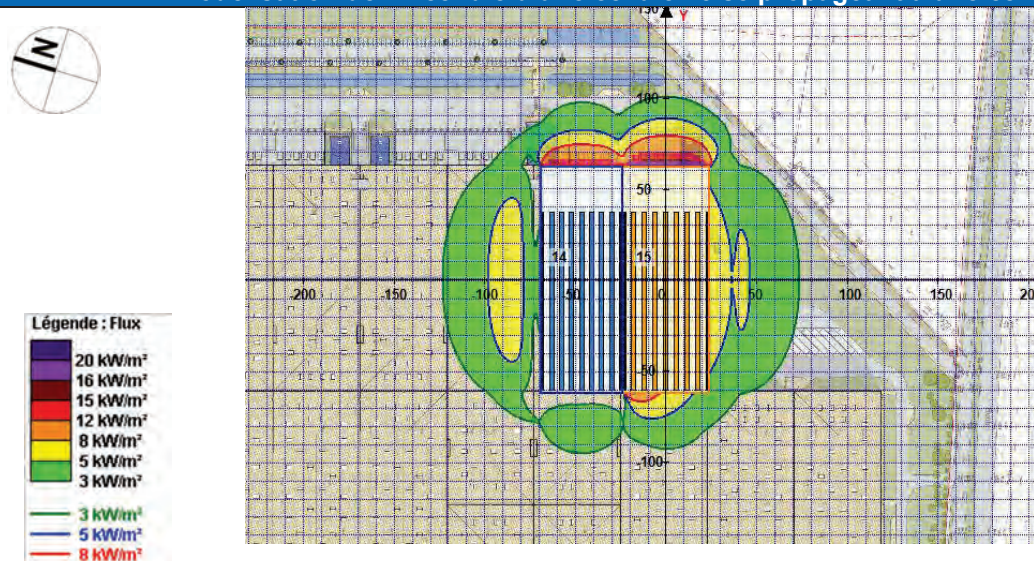 N
150 Y
100
50
14 15
-200 -150 -100 -50 0 50 100 150 200
-50
-100
Légende : Flux
20 kW/m²
16 kW/m²
15 kW/m²
12 kW/m²
8 kW/m²
5 kW/m²
3 kW/m²
3 kW/m²
5 kW/m²
8 kW/m²